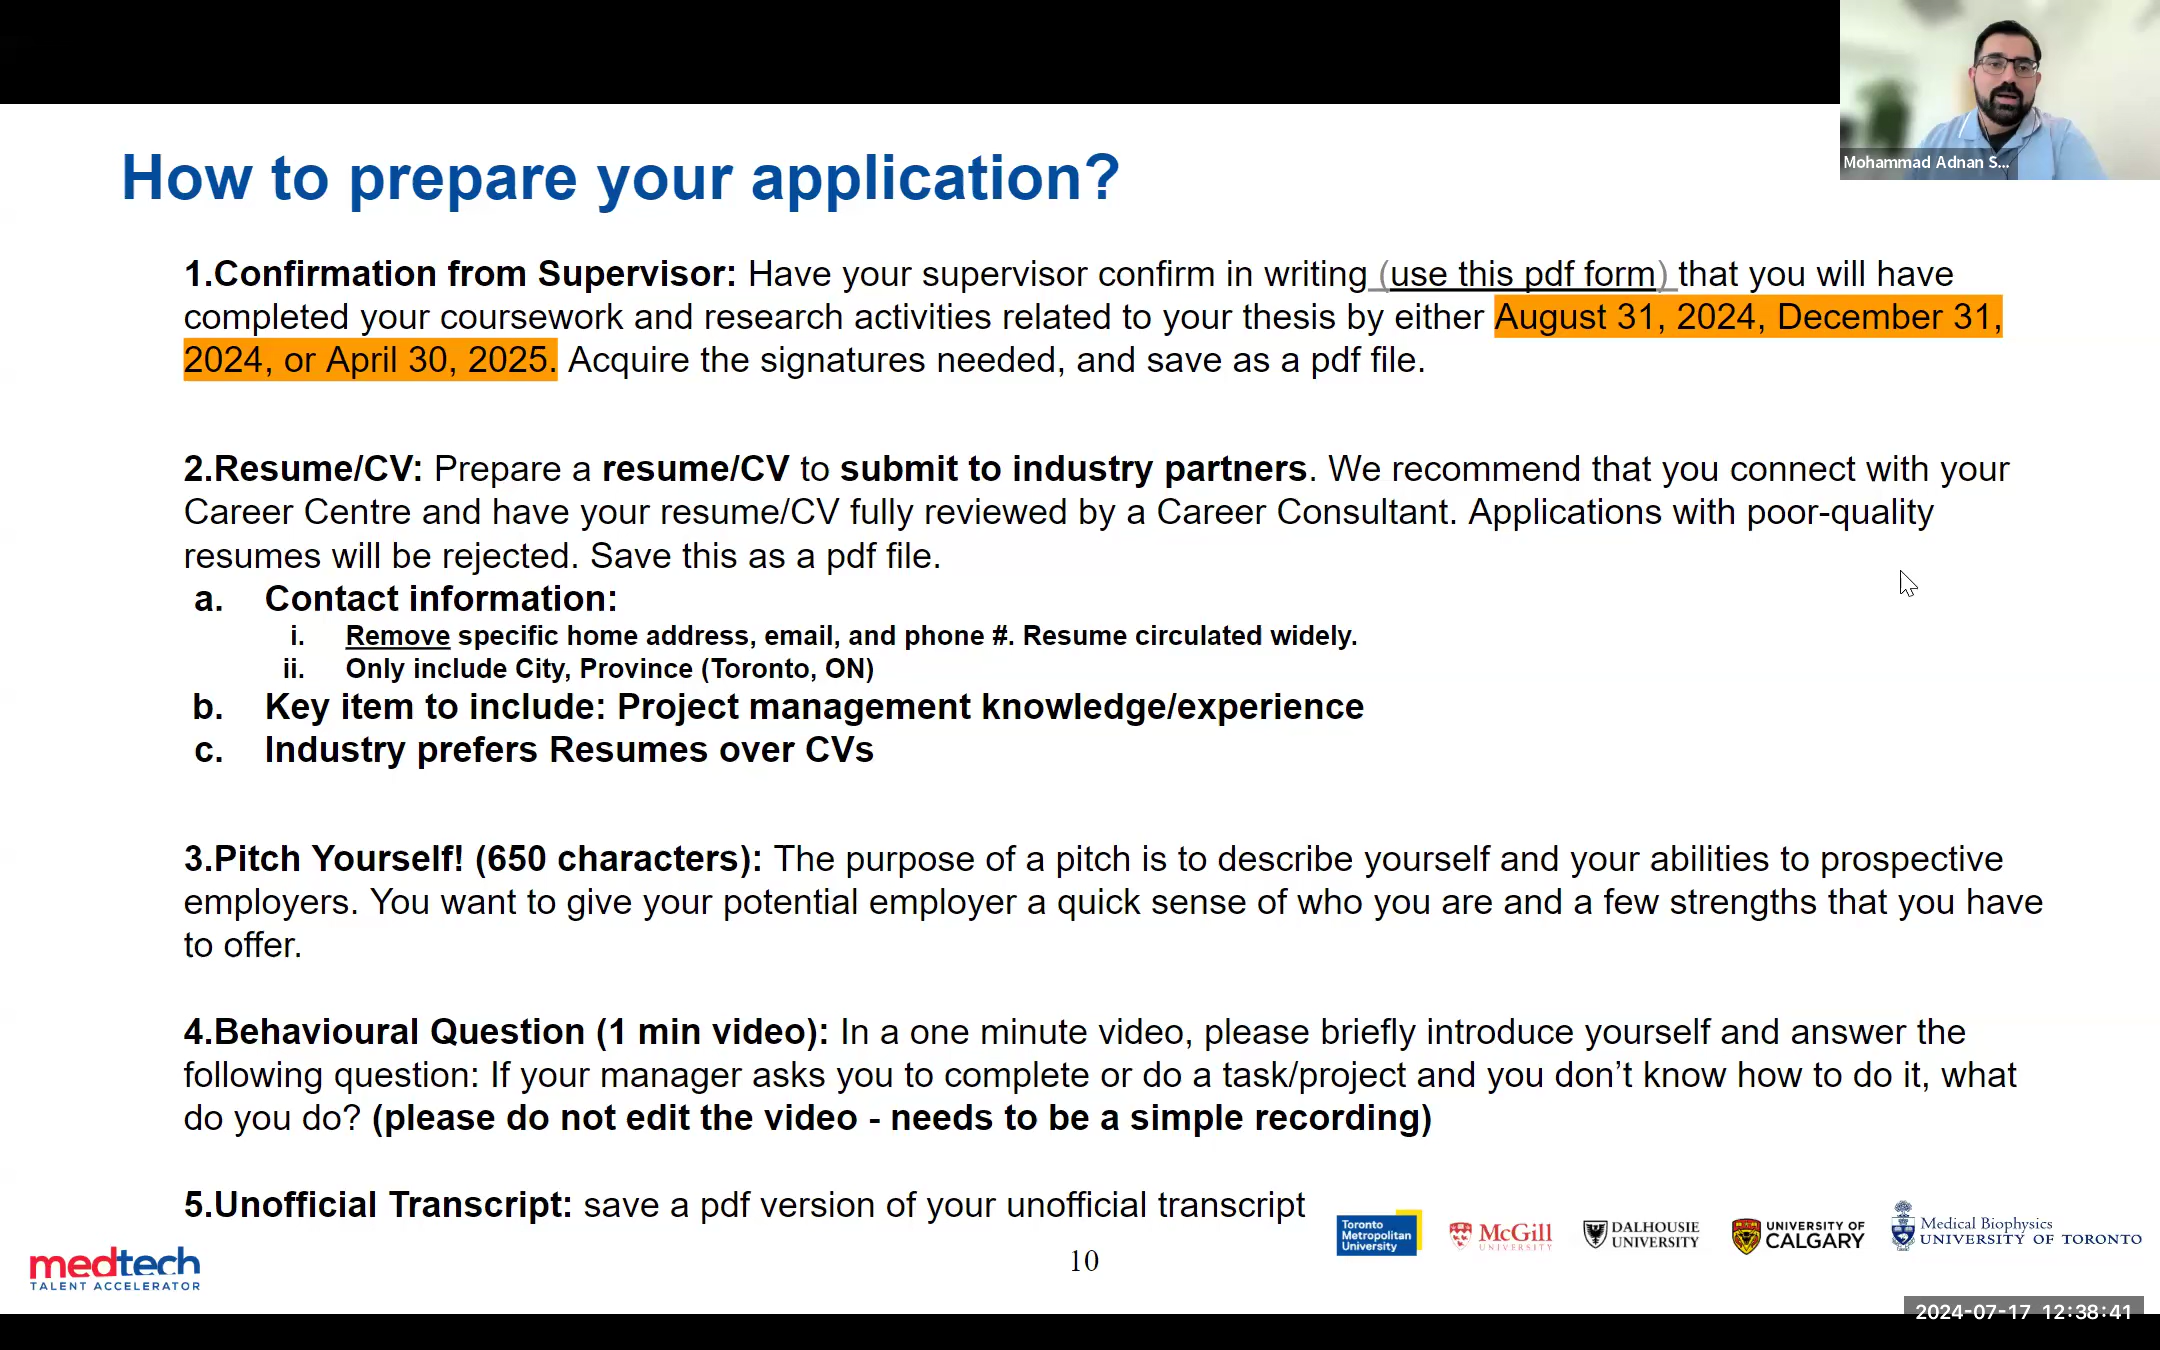 Mohammad Adnan S...
How to prepare your application?
1.Confirmation from Supervisor: Have your supervisor confirm in writing (use this pdf form) that you will have
completed your coursework and research activities related to your thesis by either August 31, 2024, December 31,
2024, or April 30, 2025. Acquire the signatures needed, and save as a pdf file.
2.Resume/CV: Prepare a resume/CV to submit to industry partners. We recommend that you connect with your
Career Centre and have your resume/CV fully reviewed by a Career Consultant. Applications with poor-quality
resumes will be rejected. Save this as a pdf file.
a. Contact information:
i. Remove specific home address, email, and phone #. Resume circulated widely.
ii. Only include City, Province (Toronto, ON)
b. Key item to include: Project management knowledge/experience
c. Industry prefers Resumes over CVs
3.Pitch Yourself! (650 characters): The purpose of a pitch is to describe yourself and your abilities to prospective
employers. You want to give your potential employer a quick sense of who you are and a few strengths that you have
to offer.
4.Behavioural Question (1 min video): In a one minute video, please briefly introduce yourself and answer the
following question: If your manager asks you to complete or do a task/project and you don’t know how to do it, what
do you do? (please do not edit the video - needs to be a simple recording)
5.Unofficial Transcript: save a pdf version of your unofficial transcript
Toronto
Metropolitan
University
McGill
UNIVERSITY
DALHOUSIE
UNIVERSITY
UNIVERSITY OF
CALGARY
Medical Biophysics
UNIVERSITY OF TORONTO
medtech
TALENT ACCELERATOR
10
2024-07-17 12:38:41